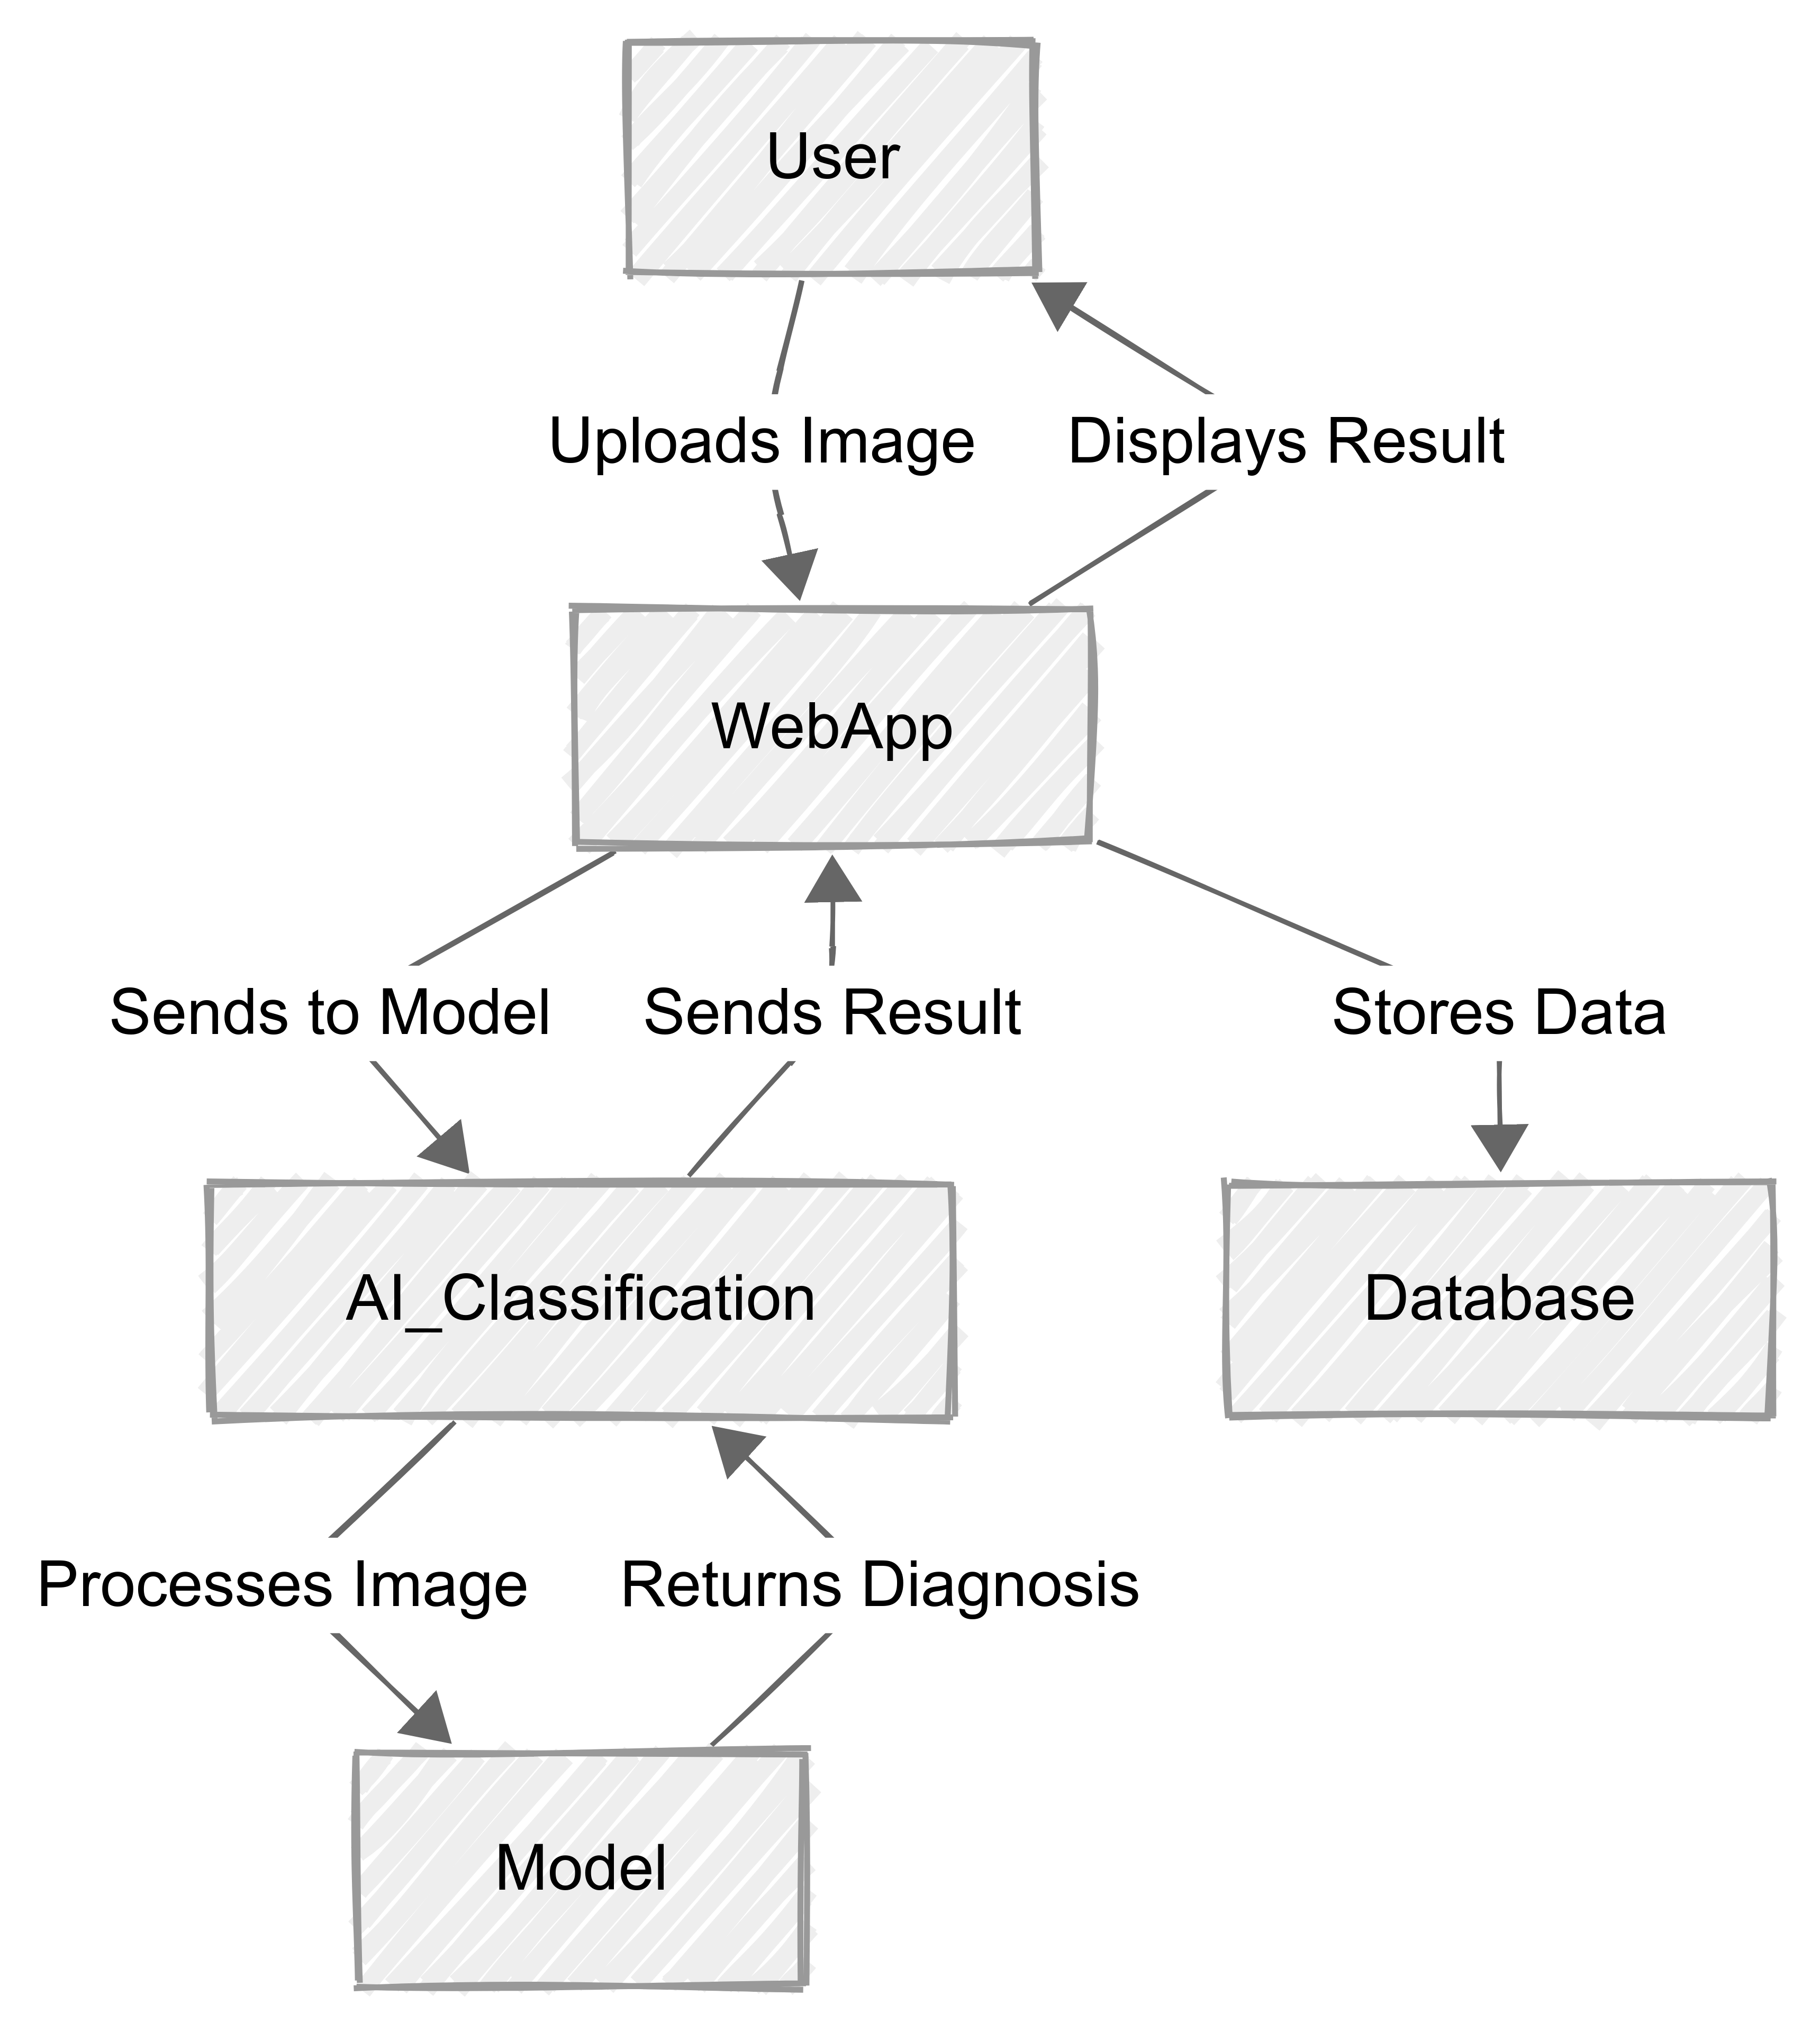 User
Uploads Image
Displays Result
WebApp
Sends to Model
Sends Result
Stores Data
AI_Classification
Database
Processes Image
Returns Diagnosis
Model